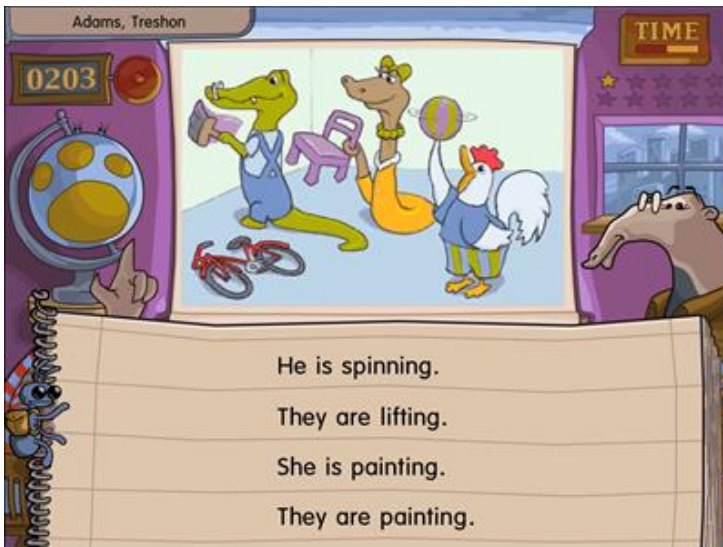 Adams, Treshon
TIME
0203
He is spinning.
They are lifting.
She is painting.
They are painting.